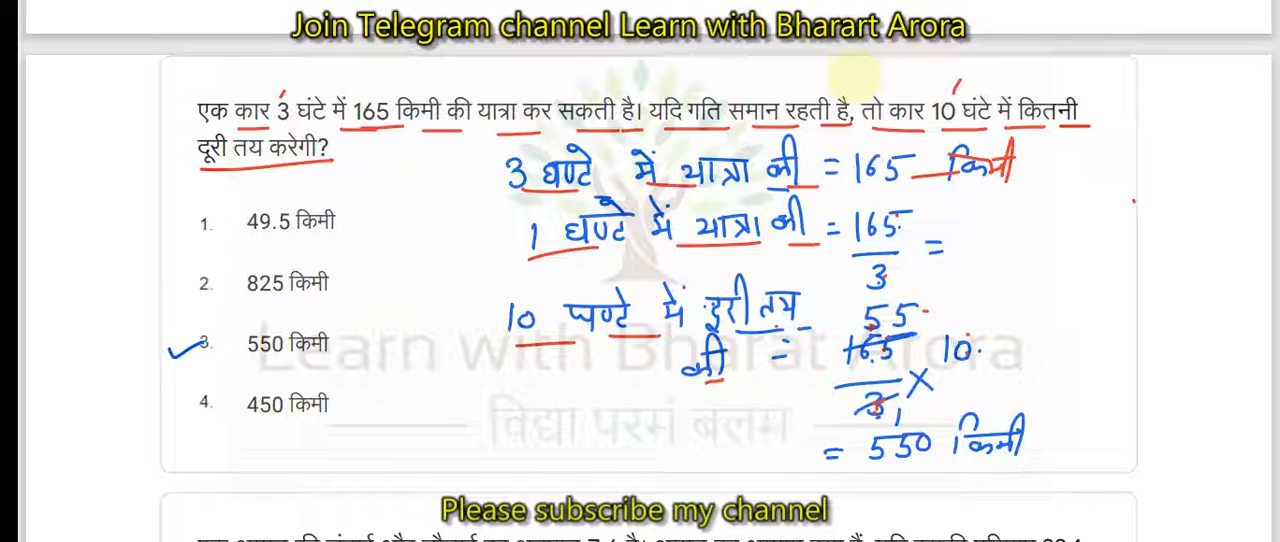 Join Telegram channel Learn with Bharart Arora
एक कार 3 घंटे में 165 किमी की यात्रा कर सकती है। यदि गति समान रहती है, तो कार 10 घंटे में कितनी
दूरी तय करेगी?
3 घण्टे में यात्रा की = 165 किमी
1. 49.5 किमी
1 घण्टे में यात्रा की = 165/3 =
2. 825 किमी
10 घण्टे में दूरी तय
की = 165/3 × 10
55
1
3. 550 किमी
4. 450 किमी
= 550 किमी
Learn with Bharat Arora
विद्या परमं बलम
Please subscribe my channel